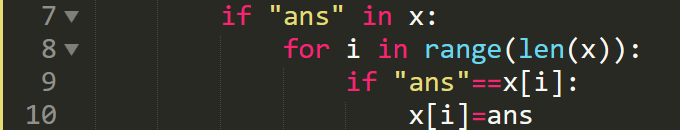 7 if "ans" in x:
8 for i in range(len(x)):
9 if "ans"==x[i]:
10 x[i]=ans